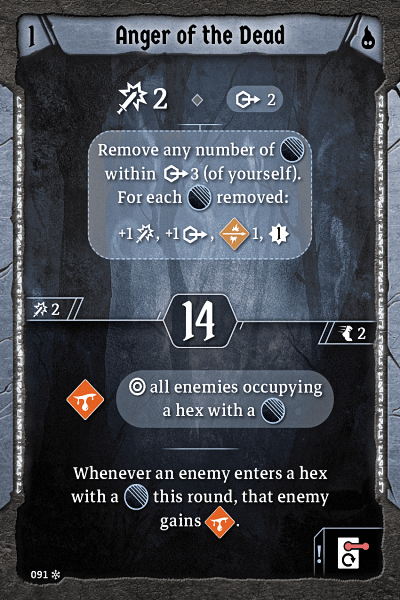 1 Anger of the Dead
2 2
Remove any number of
within 3 (of yourself).
For each removed:
+1 , +1 , 1,
2 14 2
all enemies occupying
a hex with a
Whenever an enemy enters a hex
with a this round, that enemy
gains .
!
091